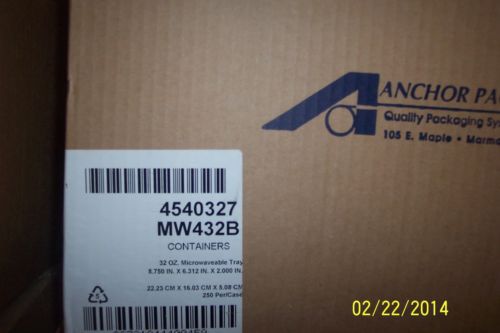 ANCHOR PA
Quality Packaging Sy
105 E. Maple • Marma
4540327
MW432B
CONTAINERS
32 OZ. Microwaveable Tray
8.750 IN. X 6.312 IN. X 2.000 IN.
22.23 CM X 16.03 CM X 5.08 CM
250 Per/Case
02/22/2014